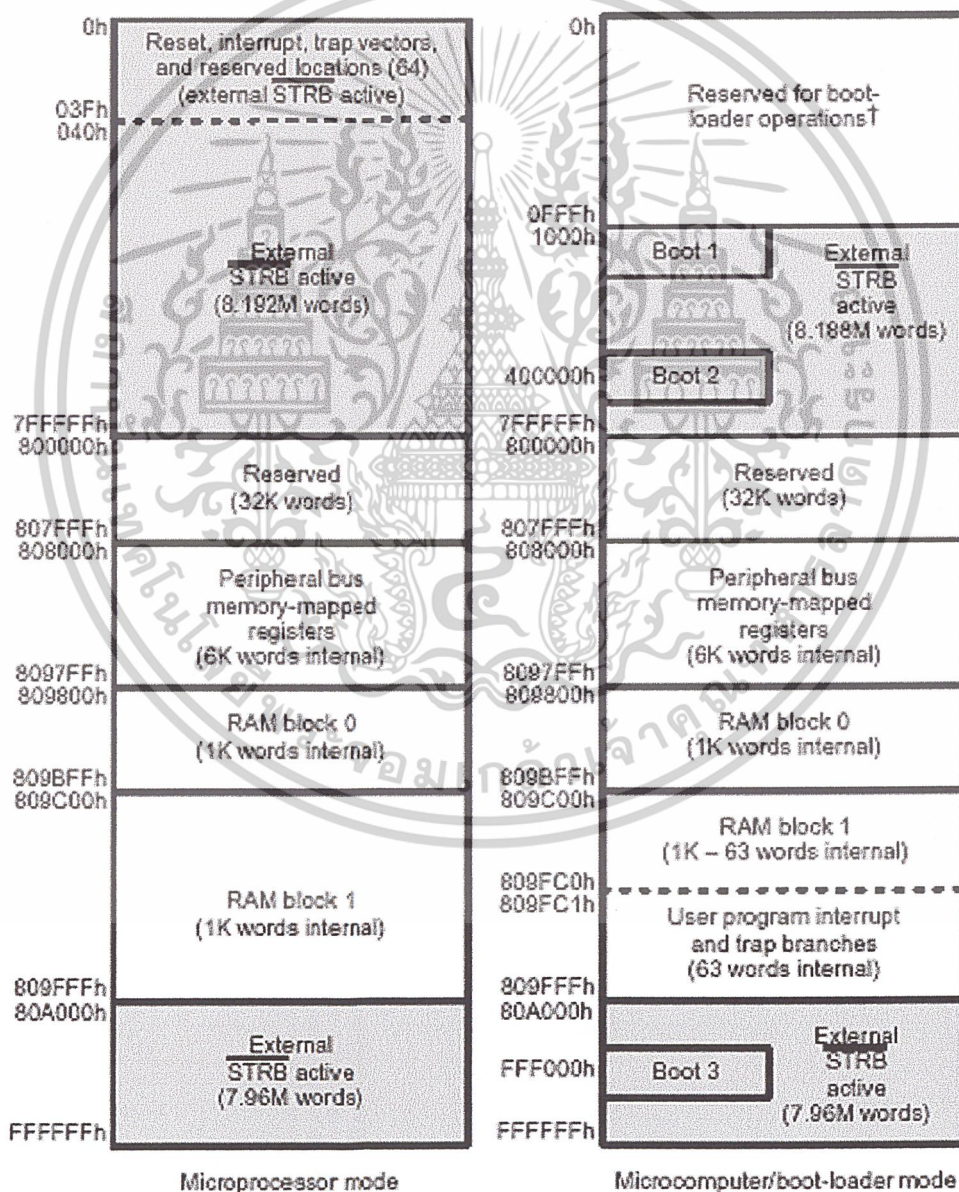 0h
Reset, interrupt, trap vectors,
and reserved locations (64)
(external STRB active)
03Fh
040h
External
STRB active
(8.192M words)
7FFFFFh
800000h
Reserved
(32K words)
807FFFh
808000h
Peripheral bus
memory-mapped
registers
(6K words internal)
8097FFh
809800h
RAM block 0
(1K words internal)
809BFFh
809C00h
RAM block 1
(1K words internal)
809FFFh
80A000h
External
STRB active
(7.96M words)
FFFFFFh
Microprocessor mode
0h
Reserved for boot-
loader operations†
0FFFh
1000h
Boot 1
External
STRB
active
(8.188M words)
400000h
Boot 2
7FFFFFh
800000h
Reserved
(32K words)
807FFFh
808000h
Peripheral bus
memory-mapped
registers
(6K words internal)
8097FFh
809800h
RAM block 0
(1K words internal)
809BFFh
809C00h
RAM block 1
(1K – 63 words internal)
809FC0h
809FC1h
User program interrupt
and trap branches
(63 words internal)
809FFFh
80A000h
External
STRB
active
(7.96M words)
FFF000h
Boot 3
FFFFFFh
Microcomputer/boot-loader mode